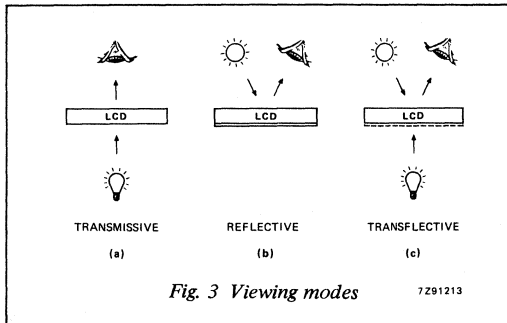 LCD LCD LCD
TRANSMISSIVE REFLECTIVE TRANSFLECTIVE
(a) (b) (c)
Fig. 3 Viewing modes 7Z91213